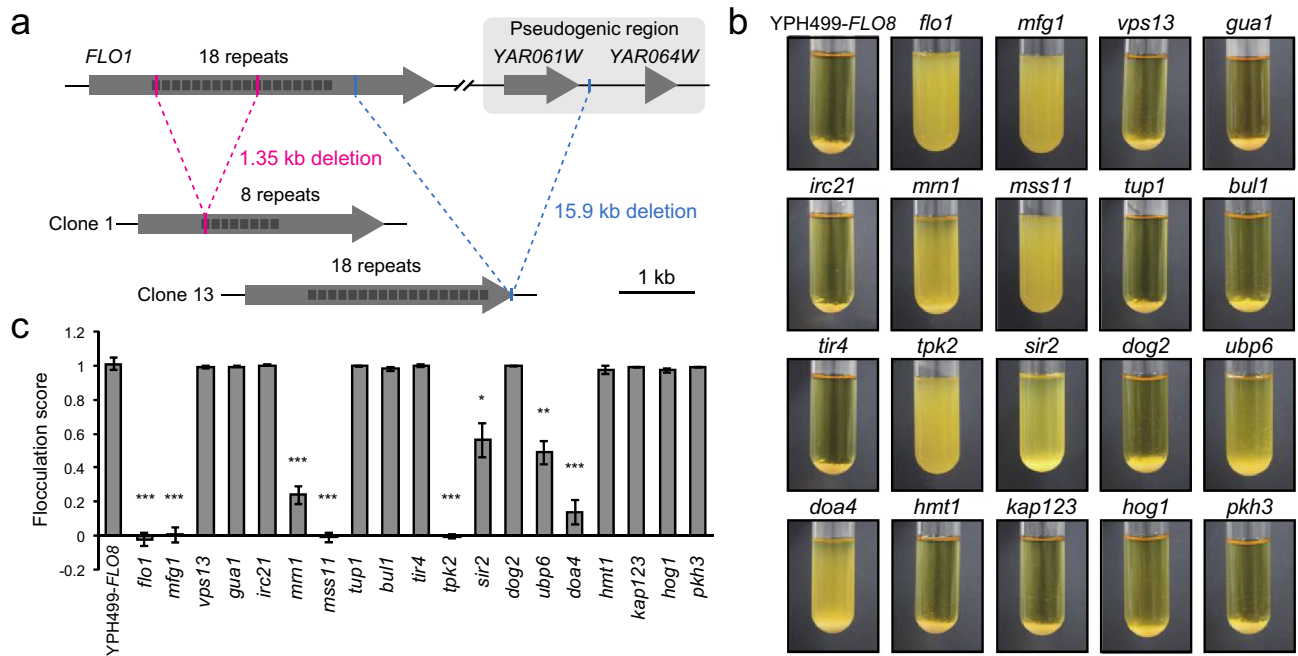 a
Pseudogenic region
FLO1
18 repeats
YAR061W
YAR064W
1.35 kb deletion
8 repeats
15.9 kb deletion
Clone 1
18 repeats
1 kb
Clone 13
b
YPH499-FLO8 flo1 mfg1 vps13 gua1
irc21 mrn1 mss11 tup1 bul1
tir4 tpk2 sir2 dog2 ubp6
doa4 hmt1 kap123 hog1 pkh3
c
Flocculation score
1.2
1
0.8
0.6
0.4
0.2
0
-0.2
*** *** *** *** *** * ** ***
YPH499-FLO8
flo1
mfg1
vps13
gua1
irc21
mrn1
mss11
tup1
bul1
tir4
tpk2
sir2
dog2
ubp6
doa4
hmt1
kap123
hog1
pkh3